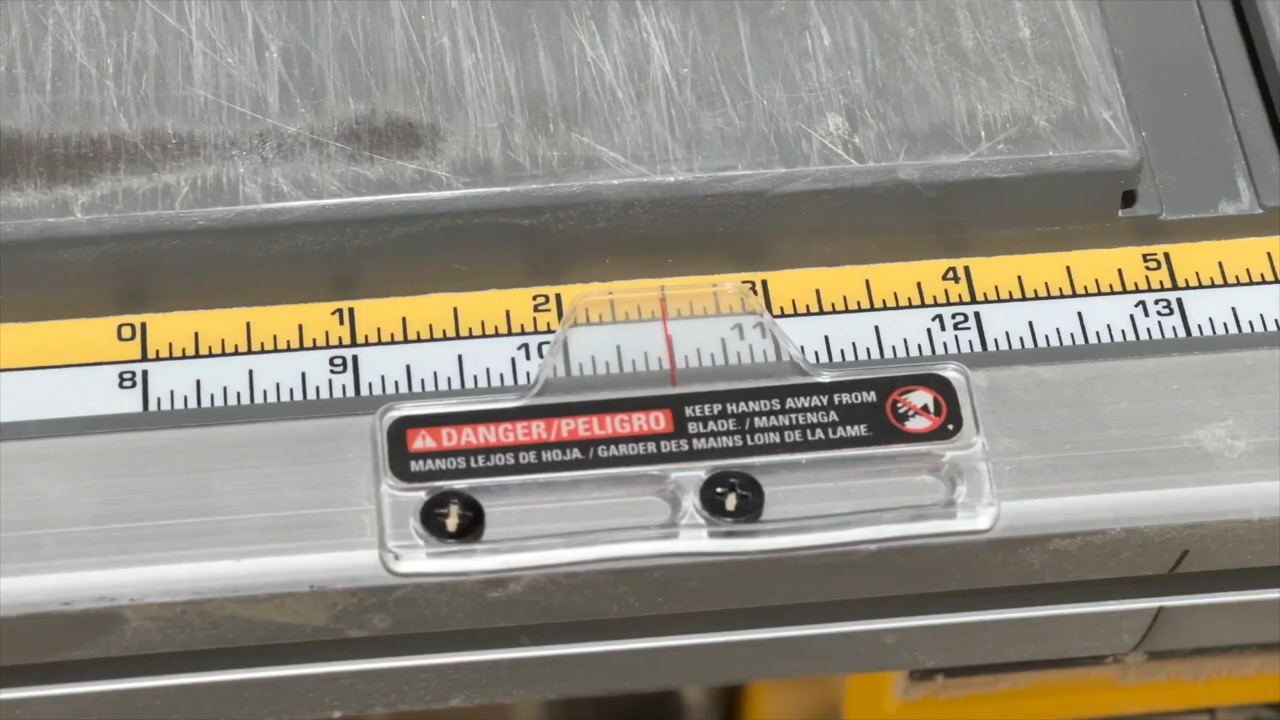 0 1 2 3 4 5
8 9 10 11 12 13
DANGER/PELIGRO
KEEP HANDS AWAY FROM
BLADE. / MANTENGA
MANOS LEJOS DE HOJA. / GARDER DES MAINS LOIN DE LA LAME.